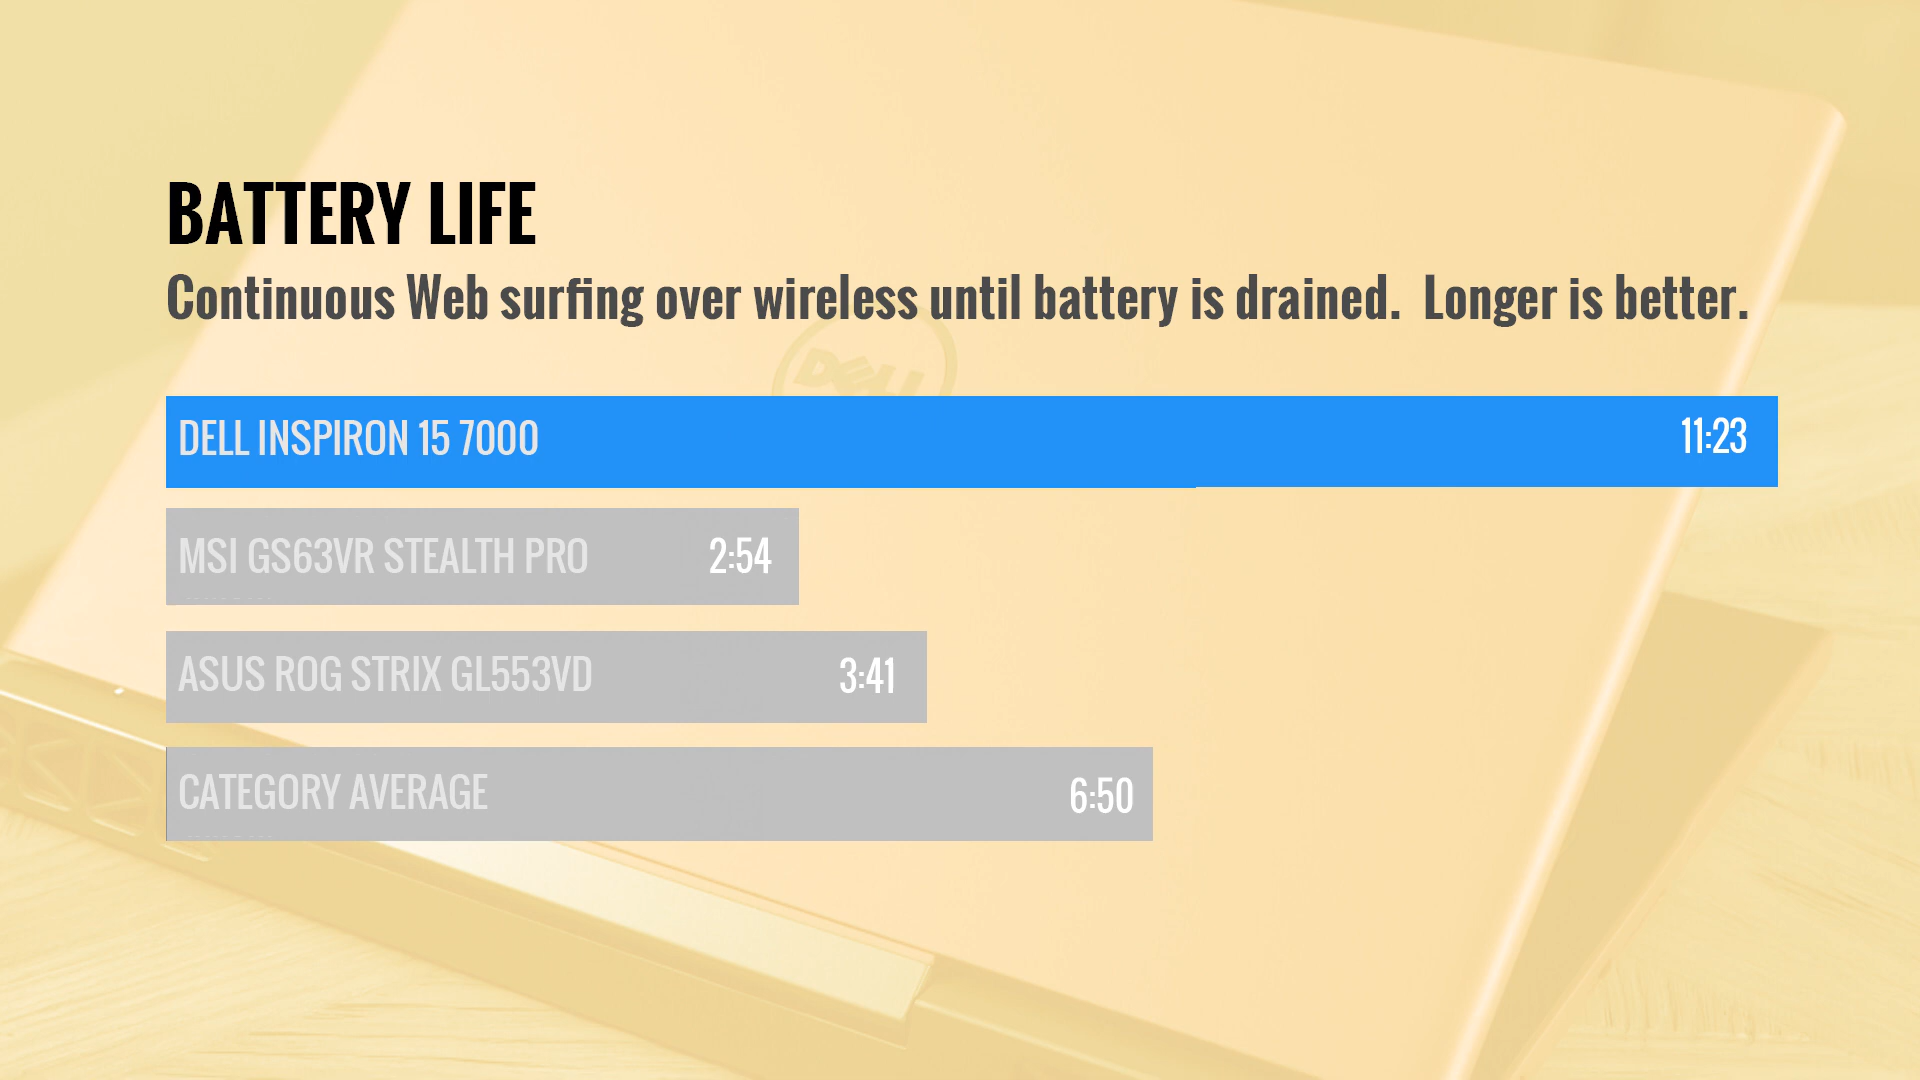 BATTERY LIFE
Continuous Web surfing over wireless until battery is drained. Longer is better.
DELL
DELL INSPIRON 15 7000 11:23
MSI GS63VR STEALTH PRO 2:54
ASUS ROG STRIX GL553VD 3:41
CATEGORY AVERAGE 6:50